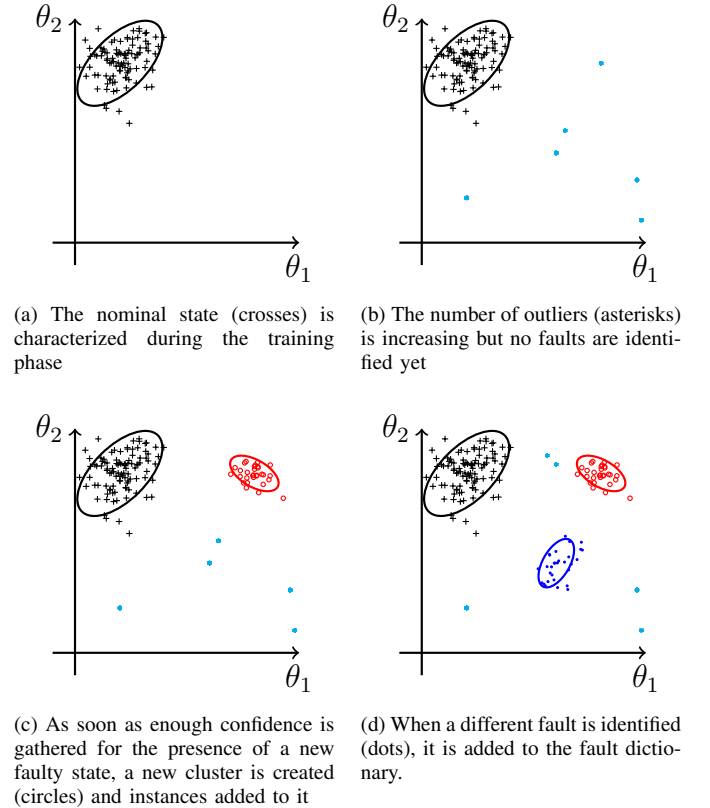 θ2
θ2
θ1
θ1
(a) The nominal state (crosses) is
characterized during the training
phase
(b) The number of outliers (asterisks)
is increasing but no faults are identi-
fied yet
θ2
θ2
θ1
θ1
(c) As soon as enough confidence is
gathered for the presence of a new
faulty state, a new cluster is created
(circles) and instances added to it
(d) When a different fault is identified
(dots), it is added to the fault dictio-
nary.